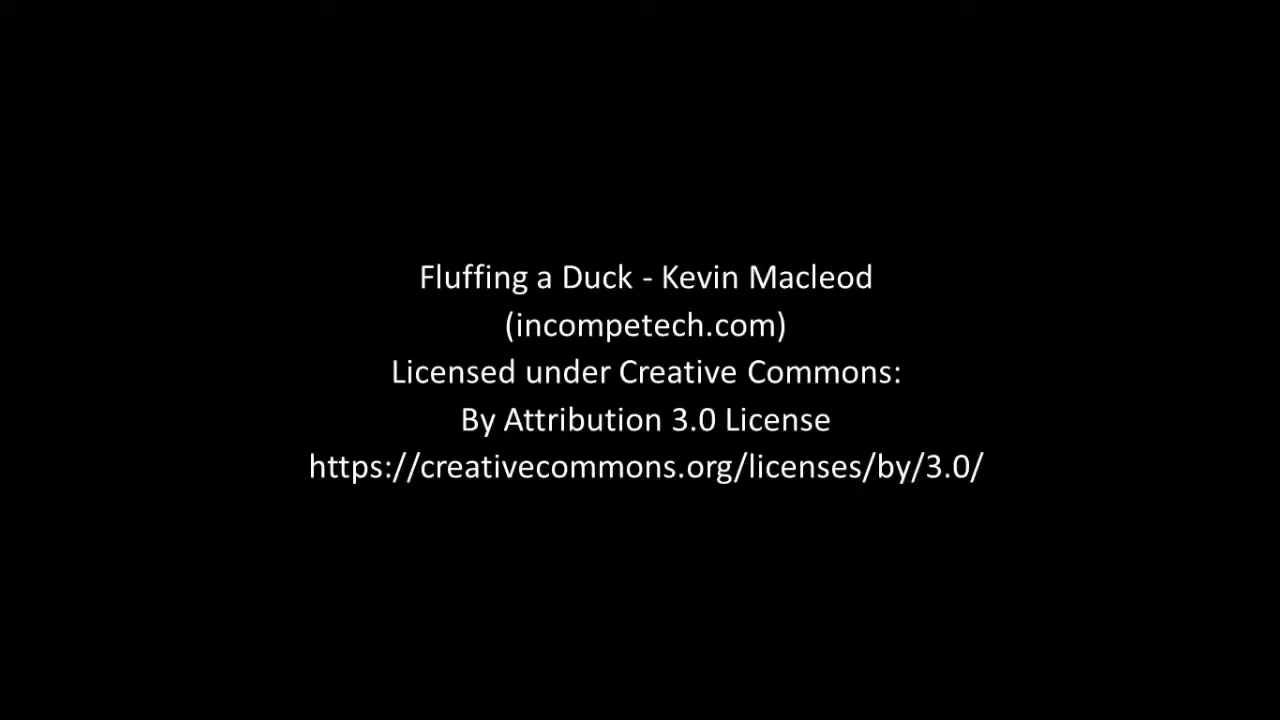 Fluffing a Duck - Kevin Macleod
(incompetech.com)
Licensed under Creative Commons:
By Attribution 3.0 License
https://creativecommons.org/licenses/by/3.0/